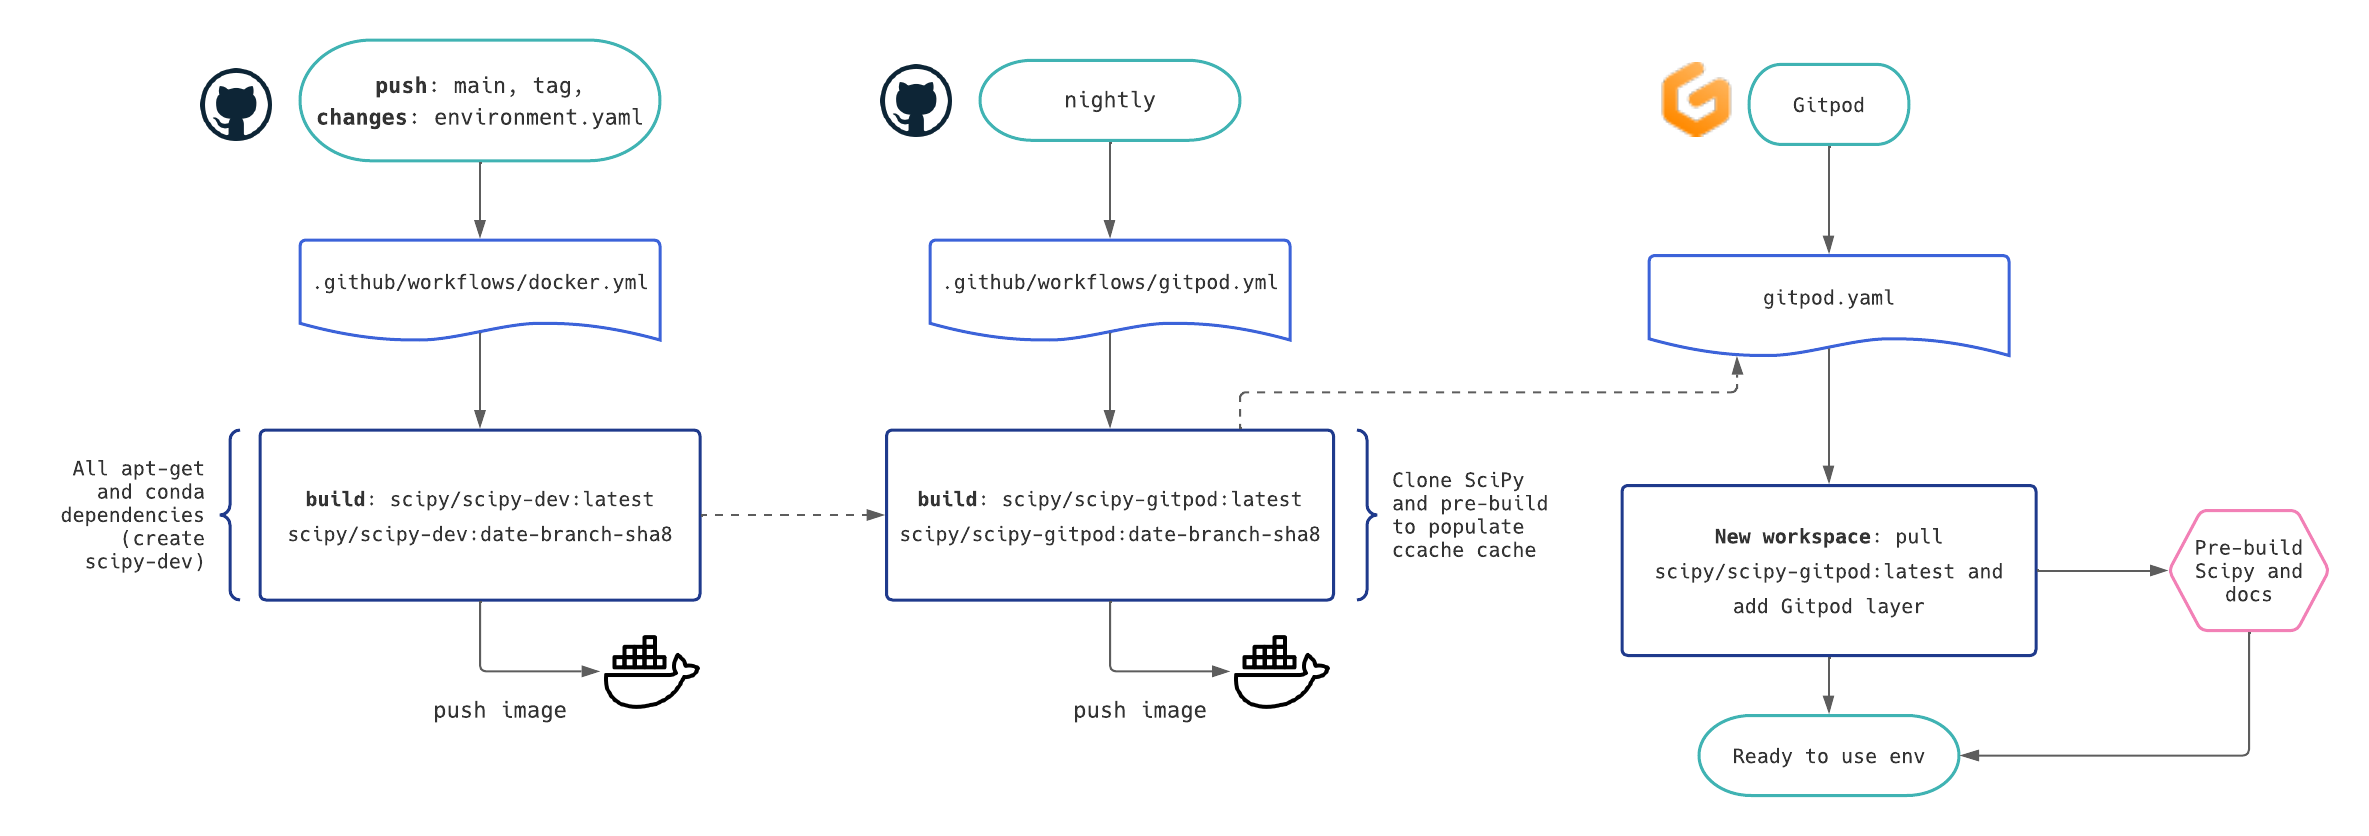 push: main, tag,
changes: environment.yaml
.github/workflows/docker.yml
All apt-get
and conda
dependencies
(create
scipy-dev)
build: scipy/scipy-dev:latest
scipy/scipy-dev:date-branch-sha8
push image
nightly
.github/workflows/gitpod.yml
build: scipy/scipy-gitpod:latest
scipy/scipy-gitpod:date-branch-sha8
Clone SciPy
and pre-build
to populate
ccache cache
push image
Gitpod
gitpod.yaml
New workspace: pull
scipy/scipy-gitpod:latest and
add Gitpod layer
Pre-build
Scipy and
docs
Ready to use env